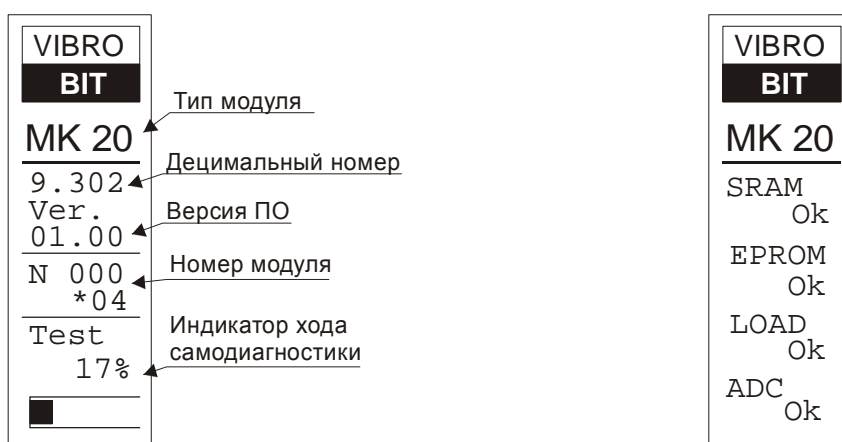 VIBRO
BIT
MK 20
9.302
Ver.
01.00
N 000
*04
Test
17%
Тип модуля
Децимальный номер
Версия ПО
Номер модуля
Индикатор хода
самодиагностики
VIBRO
BIT
MK 20
SRAM
Ok
EPROM
Ok
LOAD
Ok
ADC
Ok